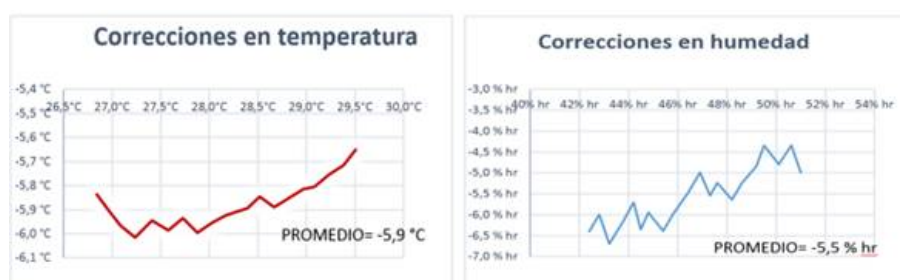 Correcciones en temperatura
-5,4 °C
26,5°C 27,0°C 27,5°C 28,0°C 28,5°C 29,0°C 29,5°C 30,0°C
-5,5 °C
-5,6 °C
-5,7 °C
-5,8 °C
-5,9 °C
-6,0 °C
-6,1 °C
PROMEDIO= -5,9 °C
Correcciones en humedad
-3,0 % hr
40% hr 42% hr 44% hr 46% hr 48% hr 50% hr 52% hr 54% hr
-3,5 % hr
-4,0 % hr
-4,5 % hr
-5,0 % hr
-5,5 % hr
-6,0 % hr
-6,5 % hr
-7,0 % hr
PROMEDIO= -5,5 % hr